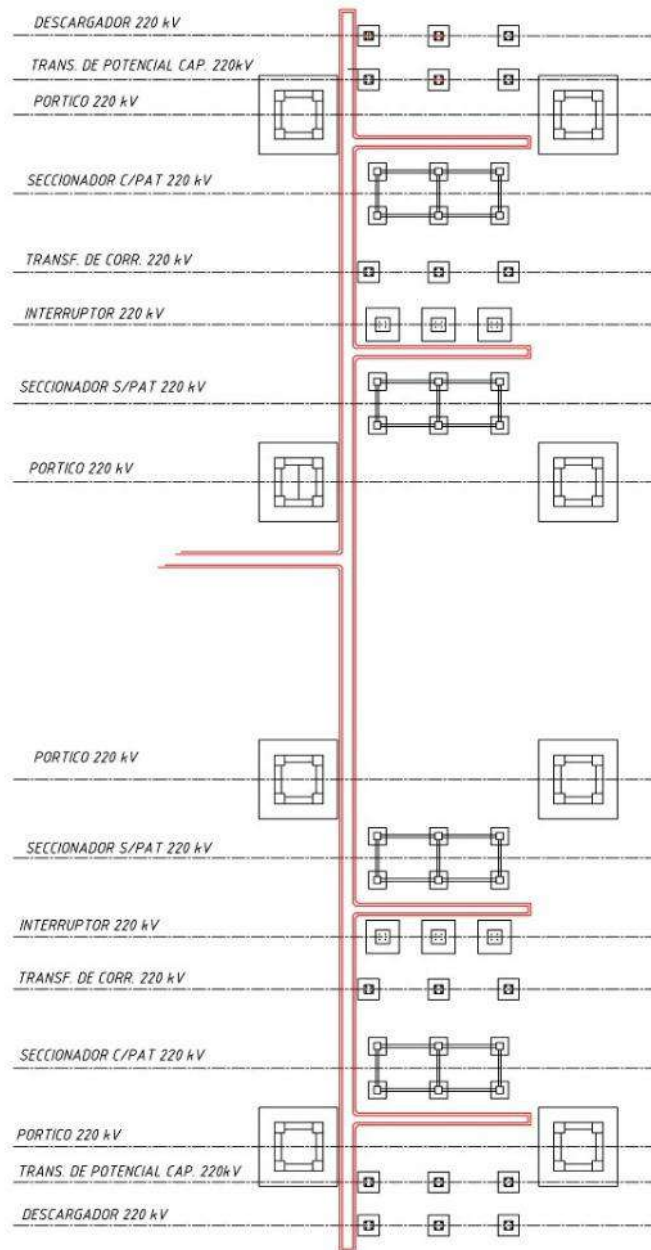 DESCARGADOR 220 kV
TRANS. DE POTENCIAL CAP. 220kV
PORTICO 220 kV
SECCIONADOR C/PAT 220 kV
TRANSF. DE CORR. 220 kV
INTERRUPTOR 220 kV
SECCIONADOR S/PAT 220 kV
PORTICO 220 kV
PORTICO 220 kV
SECCIONADOR S/PAT 220 kV
INTERRUPTOR 220 kV
TRANSF. DE CORR. 220 kV
SECCIONADOR C/PAT 220 kV
PORTICO 220 kV
TRANS. DE POTENCIAL CAP. 220kV
DESCARGADOR 220 kV